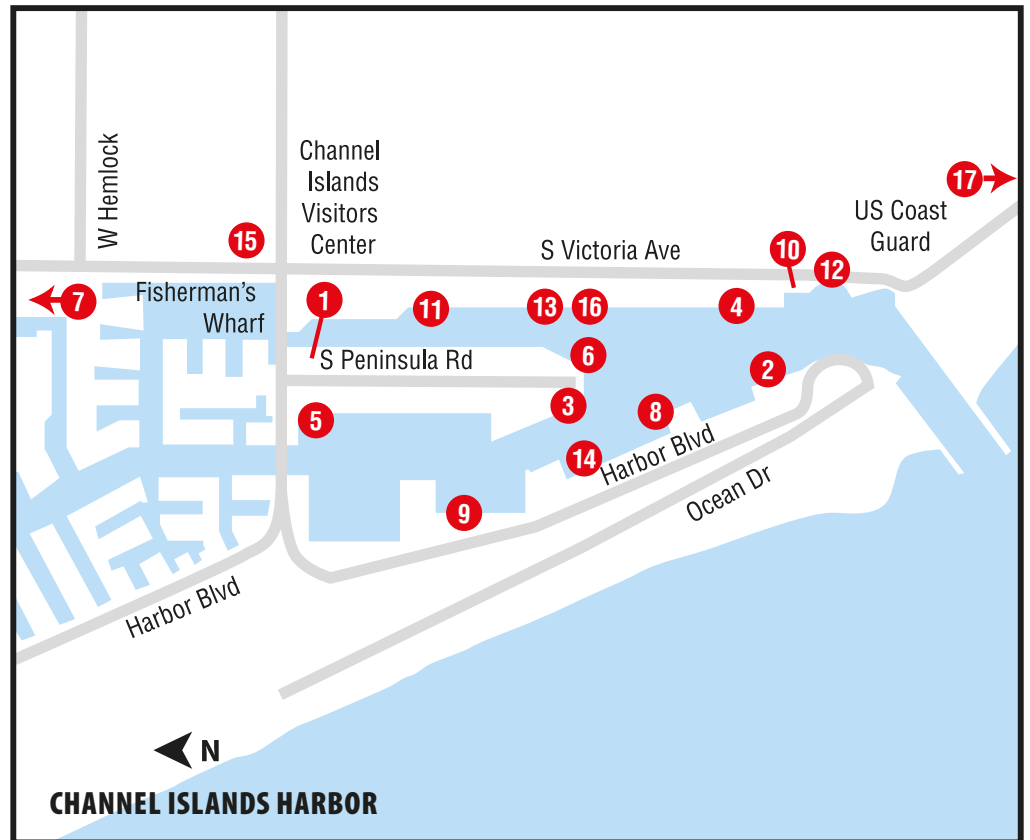 W Hemlock
Channel
Islands
Visitors
Center
15
17
US Coast
Guard
S Victoria Ave
10
12
7
Fisherman's
Wharf
1
11
13
16
4
S Peninsula Rd
6
2
3
8
5
14
Harbor Blvd
Ocean Dr
9
Harbor Blvd
N
CHANNEL ISLANDS HARBOR